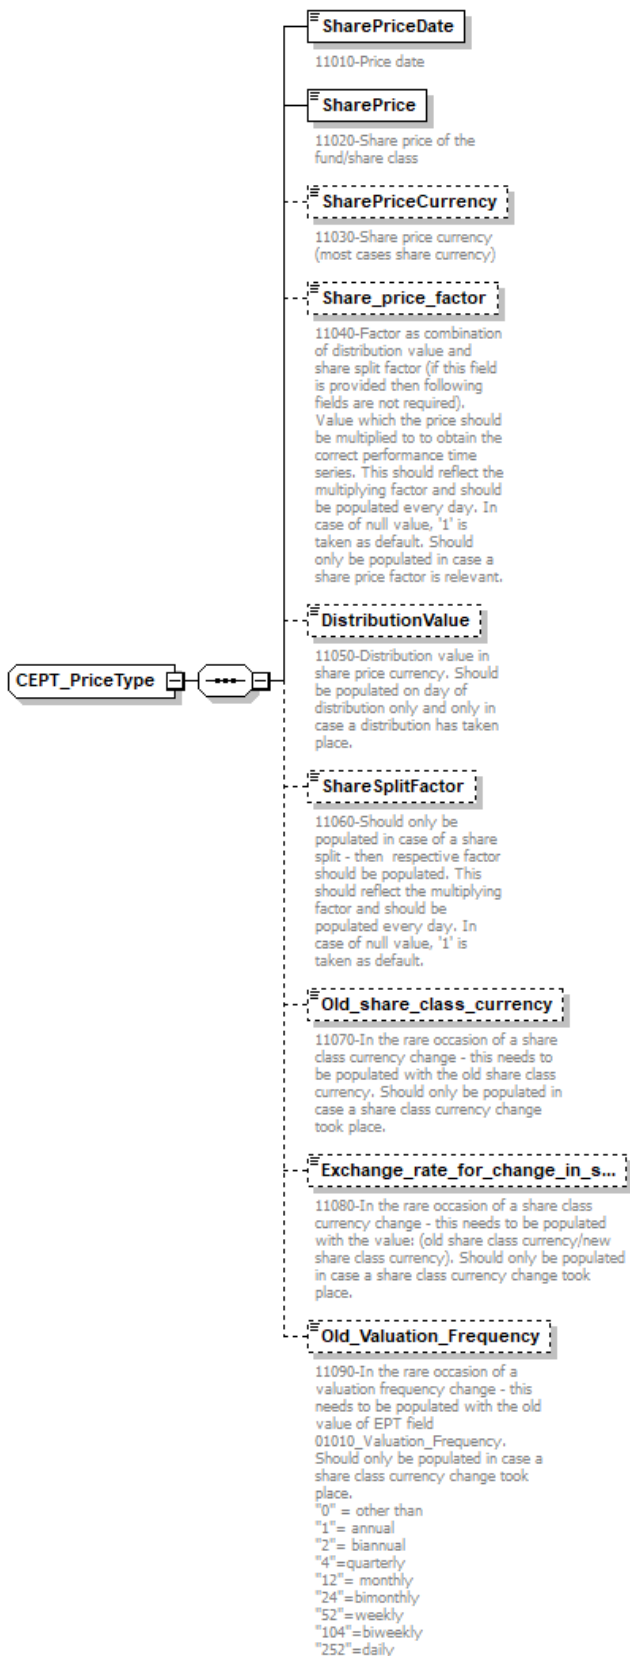 SharePriceDate
11010-Price date
SharePrice
11020-Share price of the
fund/share class
SharePriceCurrency
11030-Share price currency
(most cases share currency)
Share_price_factor
11040-Factor as combination
of distribution value and
share split factor (if this field
is provided then following
fields are not required).
Value which the price should
be multiplied to to obtain the
correct performance time
series. This should reflect the
multiplying factor and should
be populated every day. In
case of null value, '1' is
taken as default. Should
only be populated in case a
share price factor is relevant.
DistributionValue
11050-Distribution value in
share price currency. Should
be populated on day of
distribution only and only in
case a distribution has taken
place.
CEPT_PriceType
ShareSplitFactor
11060-Should only be
populated in case of a share
split - then  respective factor
should be populated. This
should reflect the multiplying
factor and should be
populated every day. In
case of null value, '1' is
taken as default.
Old_share_class_currency
11070-In the rare occasion of a share
class currency change - this needs to
be populated with the old share class
currency. Should only be populated in
case a share class currency change
took place.
Exchange_rate_for_change_in_s...
11080-In the rare occasion of a share class
currency change - this needs to be populated
with the value: (old share class currency/new
share class currency). Should only be populated
in case a share class currency change took
place.
Old_Valuation_Frequency
11090-In the rare occasion of a
valuation frequency change - this
needs to be populated with the old
value of EPT field
01010_Valuation_Frequency.
Should only be populated in case a
share class currency change took
place.
"0" = other than
"1"= annual
"2"= biannual
"4"=quarterly
"12"= monthly
"24"=bimonthly
"52"=weekly
"104"=biweekly
"252"=daily